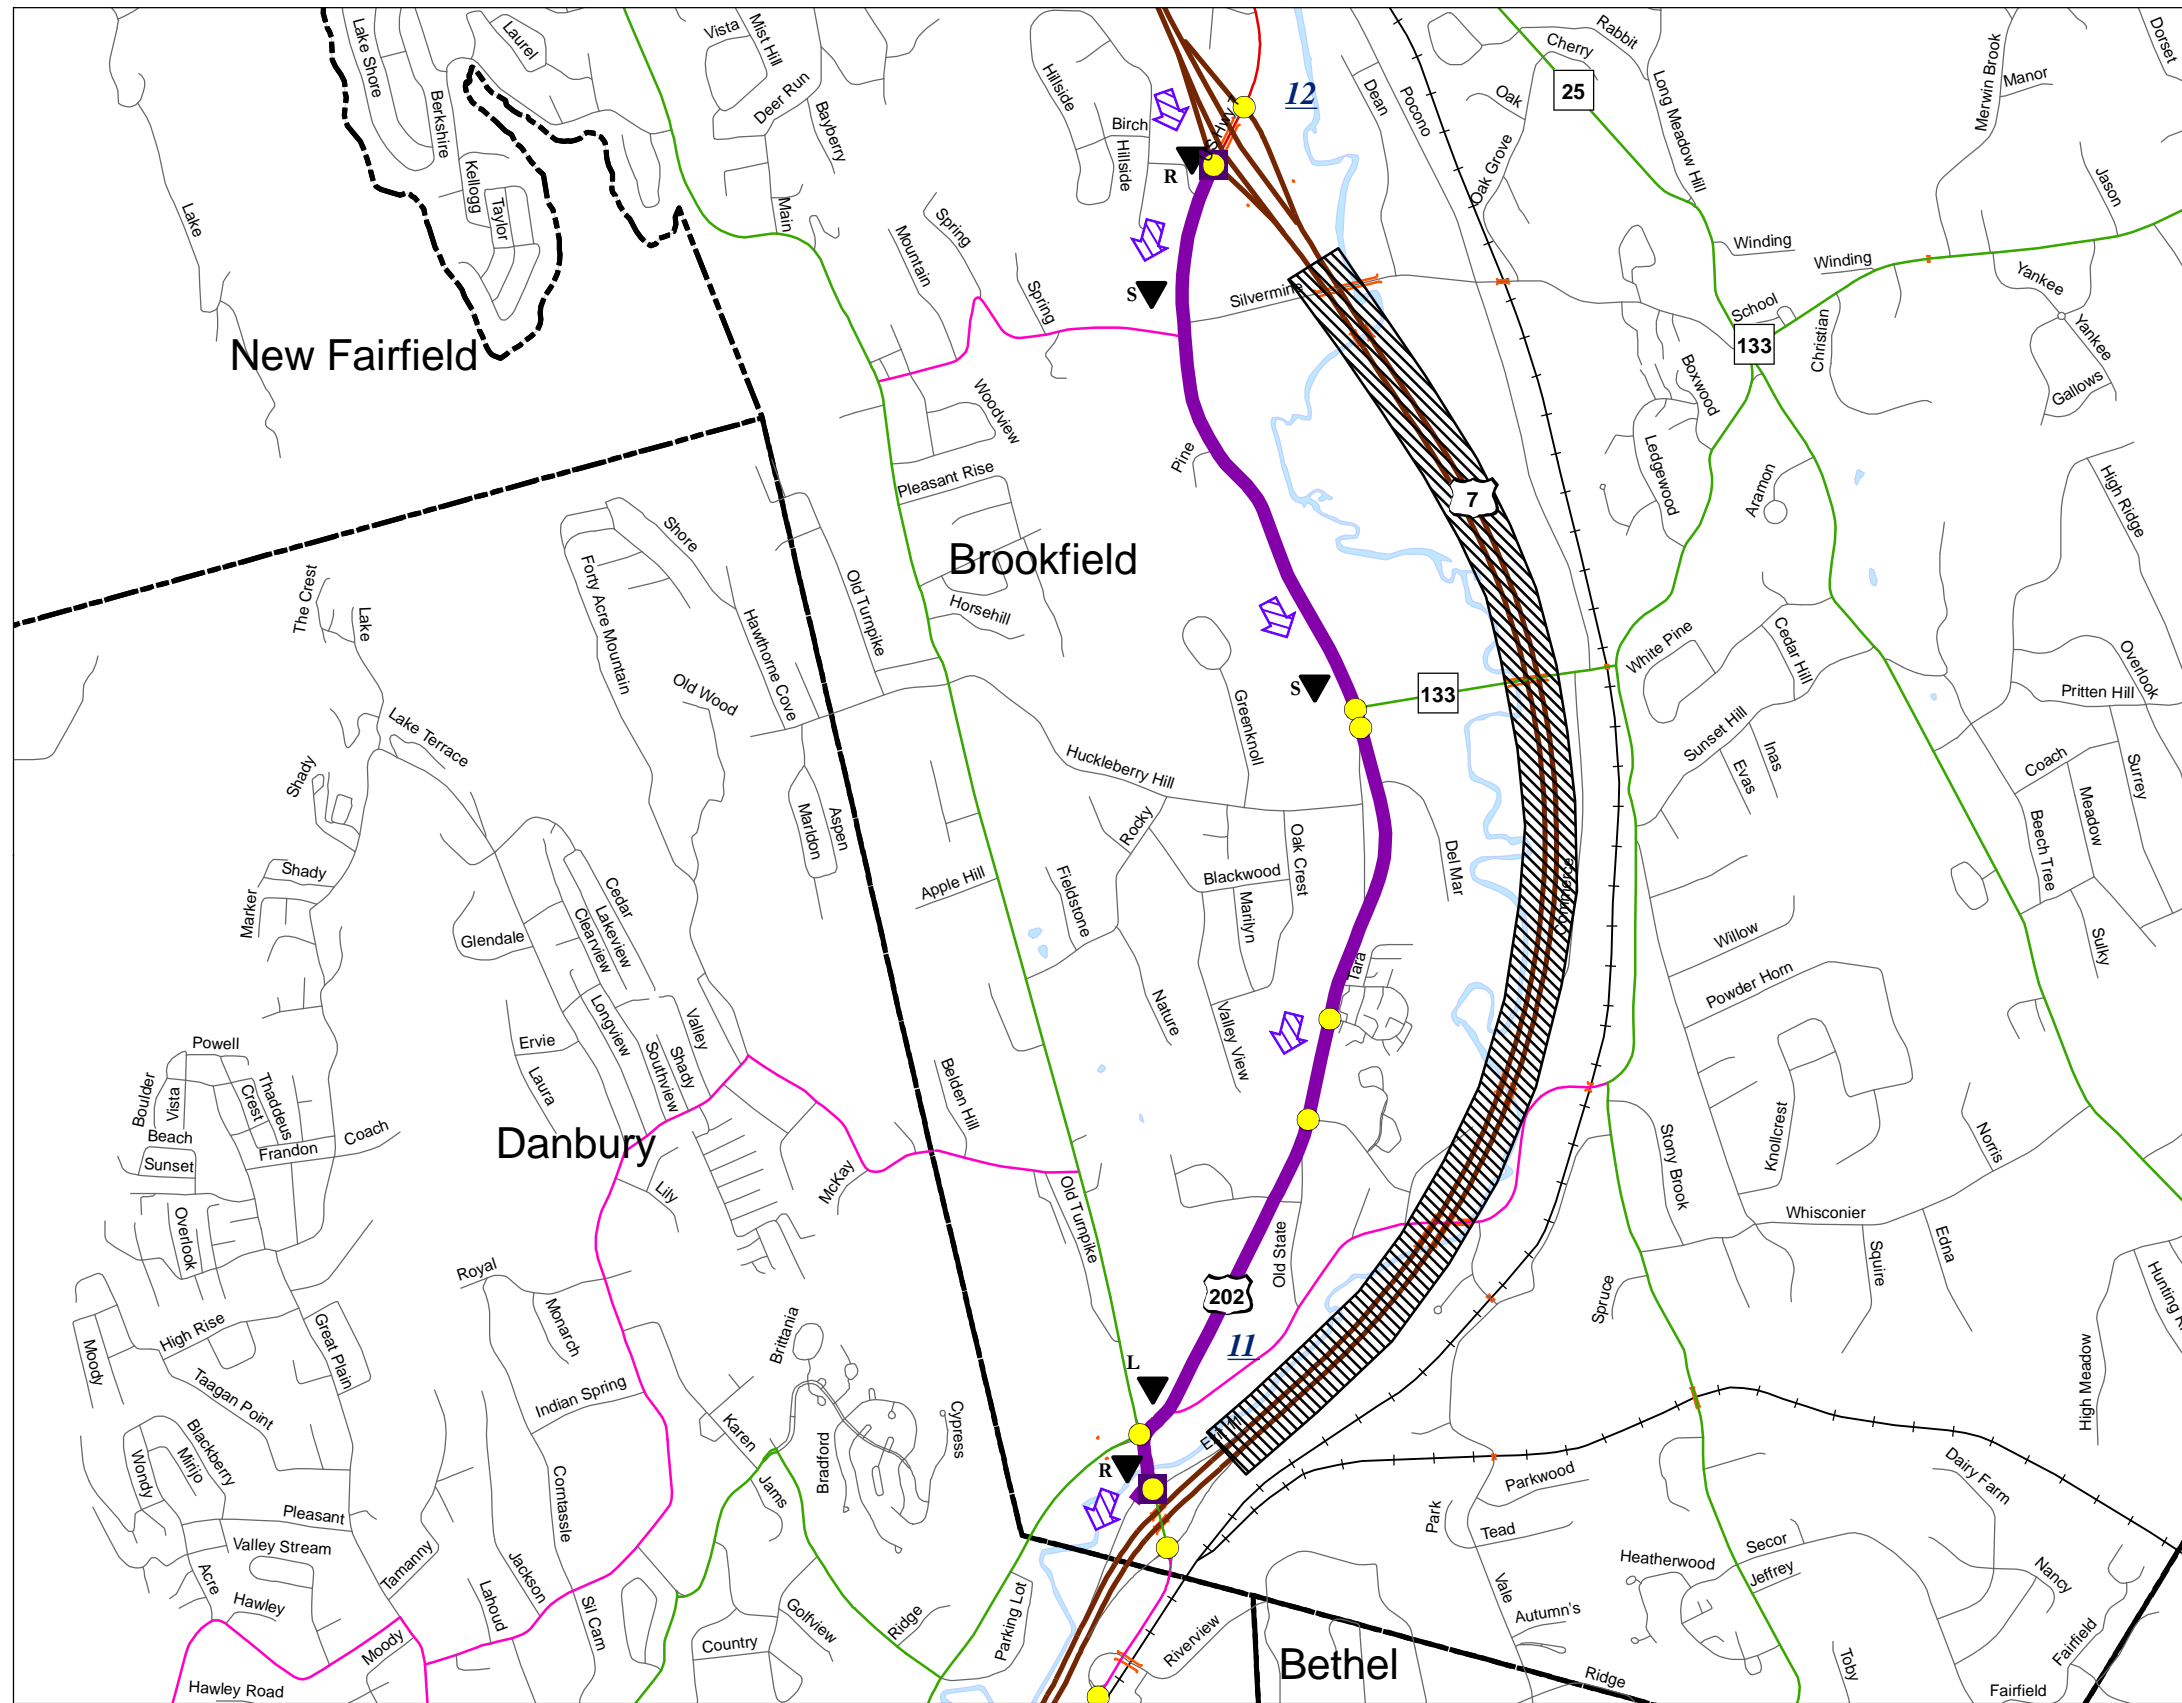 Lake Shore
Laurel
Vista
Mist Hill
12
Cherry
Rabbit
Dorset
Berkshire
Deer Run
Bayberry
Hillside
Dean
Pocono
Oak
25
Long Meadow Hill
Merwin Brook
Manor
Birch
Hillside
Kellogg
Taylor
R
Oak Grove
Jason
Lake
Main
Spring
Mountain
Winding
Winding
Spring
S
Silvermine
School
Yankee
133
Yankee
Christian
New Fairfield
Woodview
Boxwood
Gallows
Pine
Ledgewood
Aramon
High Ridge
Pleasant Rise
7
Shore
Brookfield
Forty Acre Mountain
The Crest
Lake
Old Turnpike
Horsehill
Hawthorne Cove
White Pine
Cedar Hill
Overlook
Old Wood
S
133
Pritten Hill
Greenknoll
Sunset Hill
Lake Terrace
Huckleberry Hill
Inas
Evas
Coach
Surrey
Shady
Marldon
Aspen
Rocky
Oak Crest
Meadow
Beech Tree
Shady
Apple Hill
Blackwood
Del Mar
Commerce
Marker
Cedar
Lakeview
Clearview
Fieldstone
Marilyn
Willow
Sulky
Glendale
Tara
Powder Horn
Longview
Valley
Nature
Valley View
Powell
Ervie
Shady
Southview
Laura
Belden Hill
Boulder
Vista
Crest
Thaddeus
Beach
Coach
Frandon
Danbury
Stony Brook
Knollcrest
Norris
Sunset
Lily
McKay
Old Turnpike
Whisconier
Overlook
Old State
Squire
Edna
Royal
Spruce
Hunting
202
Monarch
High Rise
Great Plain
Brittania
11
Moody
L
High Meadow
Taagan Point
Indian Spring
Karen
Cypress
Blackberry
Mirijo
Wondy
Bradford
R
Corntassle
Jams
Parkwood
Dairy Farm
Pleasant
Park
Tead
Valley Stream
Secor
Heatherwood
Jeffrey
Nancy
Tamanny
Jackson
Acre
Lahoud
Vale
Hawley
Sil Cam
Golfview
Ridge
Parking Lot
Autumn's
Riverview
Country
Moody
Bethel
Fairfield
Toby
Ridge
Hawley Road
Fairfield